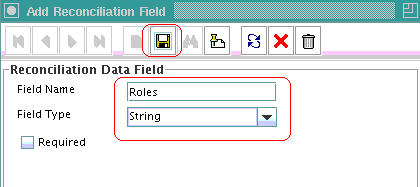 Add Reconciliation Field
Reconciliation Data Field
Field Name Roles
Field Type String
Required